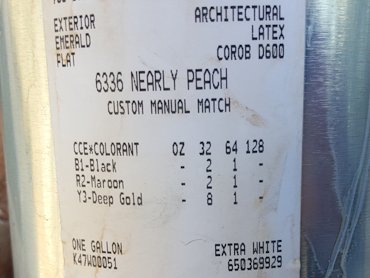 EXTERIOR ARCHITECTURAL
EMERALD LATEX
FLAT COROB D600
6336 NEARLY PEACH
CUSTOM MANUAL MATCH
CCE*COLORANT OZ 32 64 128
B1-Black - 2 1 -
R2-Maroon - 2 1 -
Y3-Deep Gold - 8 1 -
ONE GALLON EXTRA WHITE
K47W00051 650369929